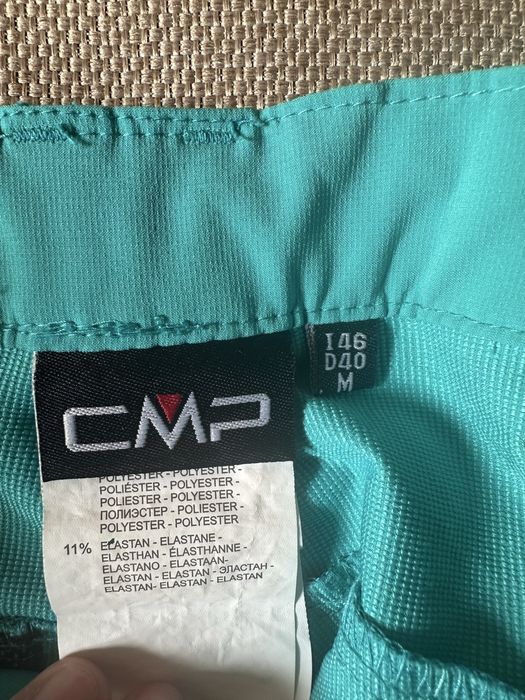 I46
D40
M
CMP
POLYESTER - POLYESTER -
POLIÉSTER - POLYESTER -
POLYESTER - POLYESTER -
ПОЛИЭСТЕР - POLIESTER -
POLYESTER - POLYESTER
11% ELASTAN - ELASTANE -
ELASTHAN - ÉLASTHANNE -
ELASTANO - ELASTAAN-
ELASTAN - ELASTAN - ЭЛАСТАН -
ELASTAN- ELASTAN - ELASTAN